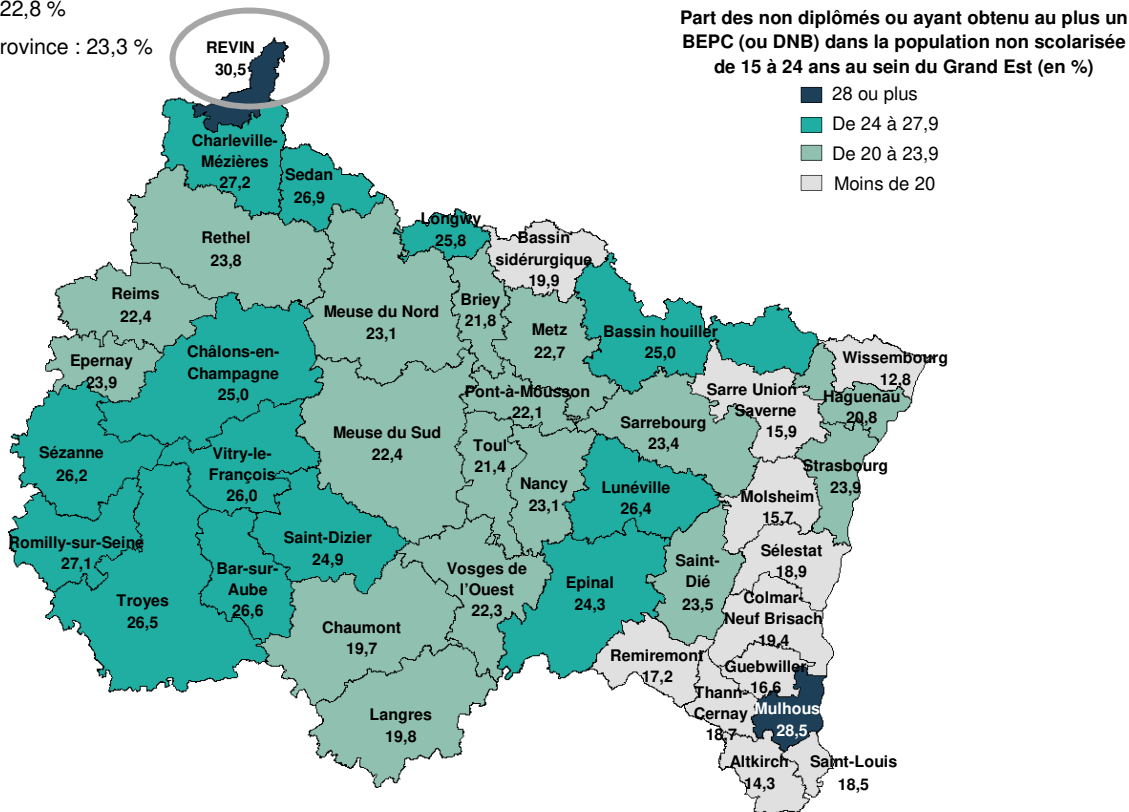 22,8 %
rovince : 23,3 %
Part des non diplômés ou ayant obtenu au plus un
BEPC (ou DNB) dans la population non scolarisée
de 15 à 24 ans au sein du Grand Est (en %)
28 ou plus
De 24 à 27,9
De 20 à 23,9
Moins de 20
REVIN
30,5
Charleville-
Mézières
27,2
Sedan
26,9
Longwy
25,8
Bassin
sidérurgique
19,9
Rethel
23,8
Reims
22,4
Meuse du Nord
23,1
Briey
21,8
Metz
22,7
Bassin houiller
25,0
Wissembourg
12,8
Epernay
23,9
Châlons-en-
Champagne
25,0
Pont-à-Mousson
22,1
Sarre Union
Saverne
15,9
Haguenau
20,8
Sézanne
26,2
Vitry-le-
François
26,0
Meuse du Sud
22,4
Toul
21,4
Nancy
23,1
Sarrebourg
23,4
Lunéville
26,4
Strasbourg
23,9
Molsheim
15,7
Romilly-sur-Seine
27,1
Saint-Dizier
24,9
Bar-sur-
Aube
26,6
Troyes
26,5
Vosges de
l'Ouest
22,3
Epinal
24,3
Saint-
Dié
23,5
Sélestat
18,9
Colmar-
Neuf Brisach
19,4
Chaumont
19,7
Remiremont
17,2
Guebwiller
16,6
Thann-
Cernay
18,7
Mulhous
28,5
Langres
19,8
Altkirch
14,3
Saint-Louis
18,5